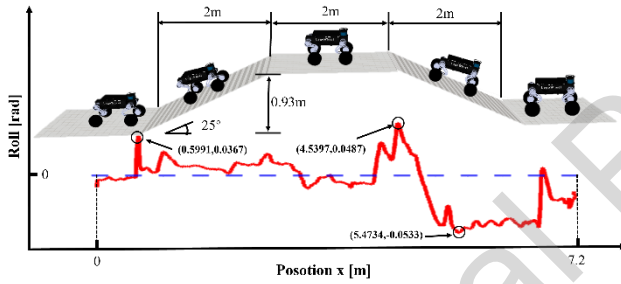 2m 2m 2m
0.93m
25°
(0.5991,0.0367)
(4.5397,0.0487)
(5.4734,-0.0533)
Roll [rad]
0
0 7.2
Posotion x [m]